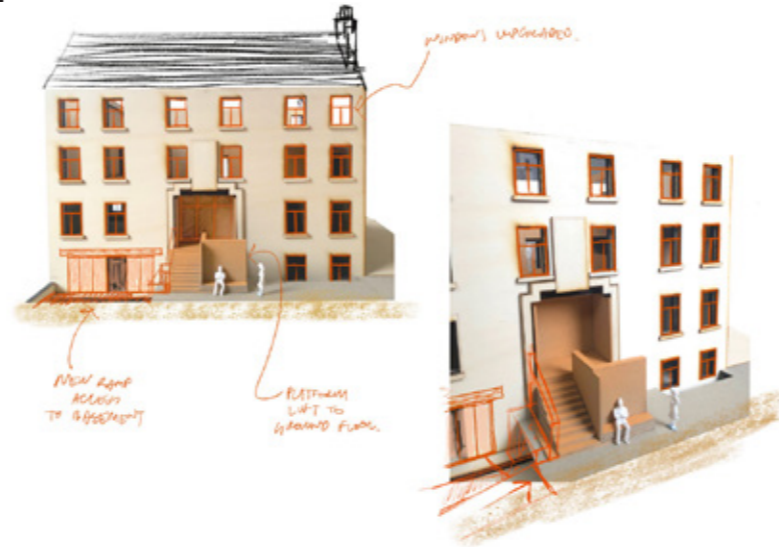 WINDOWS UPGRADED.
NEW RAMP
ACCESS
TO BASEMENT
PLATFORM
LIFT TO
GROUND FLOOR.